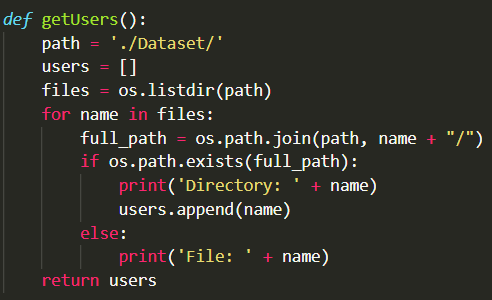 def getUsers():
    path = './Dataset/'
    users = []
    files = os.listdir(path)
    for name in files:
        full_path = os.path.join(path, name + "/")
        if os.path.exists(full_path):
            print('Directory: ' + name)
            users.append(name)
        else:
            print('File: ' + name)
    return users